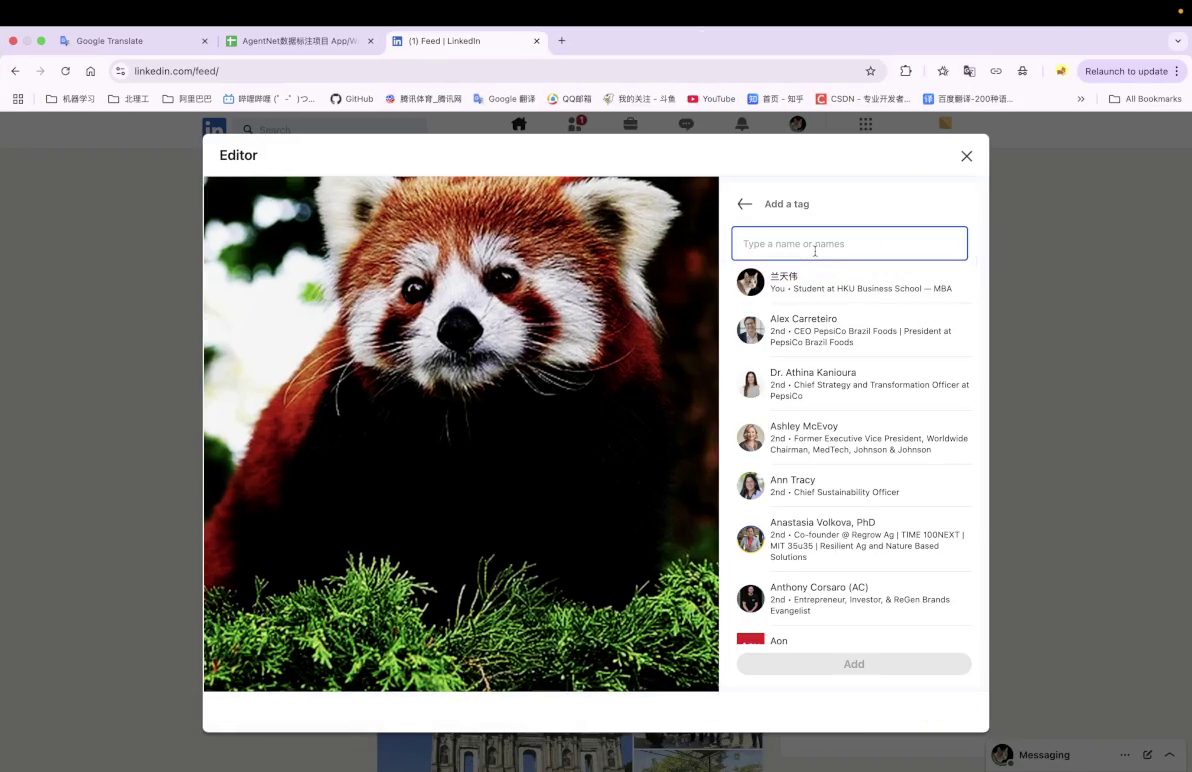 Google Translate
AgentNet数据标注项目 App/W
(1) Feed | LinkedIn
linkedin.com/feed/
Relaunch to update
机器学习
北理工
阿里巴巴
哔哩哔哩 (゜-゜)つ...
GitHub
腾讯体育_腾讯网
Google 翻译
QQ邮箱
我的关注 - 斗鱼
YouTube
首页 - 知乎
CSDN - 专业开发者...
百度翻译-200种语...
All Bookmarks
Search
1
Editor
Add a tag
Type a name or names
兰天伟
You • Student at HKU Business School — MBA
Alex Carreteiro
2nd • CEO PepsiCo Brazil Foods | President at
PepsiCo Brazil Foods
Dr. Athina Kanioura
2nd • Chief Strategy and Transformation Officer at
PepsiCo
Ashley McEvoy
2nd • Former Executive Vice President, Worldwide
Chairman, MedTech, Johnson & Johnson
Ann Tracy
2nd • Chief Sustainability Officer
Anastasia Volkova, PhD
2nd • Co-founder @ Regrow Ag | TIME 100NEXT |
MIT 35u35 | Resilient Ag and Nature Based
Solutions
Anthony Corsaro (AC)
2nd • Entrepreneur, Investor, & ReGen Brands
Evangelist
Aon
Add
Messaging